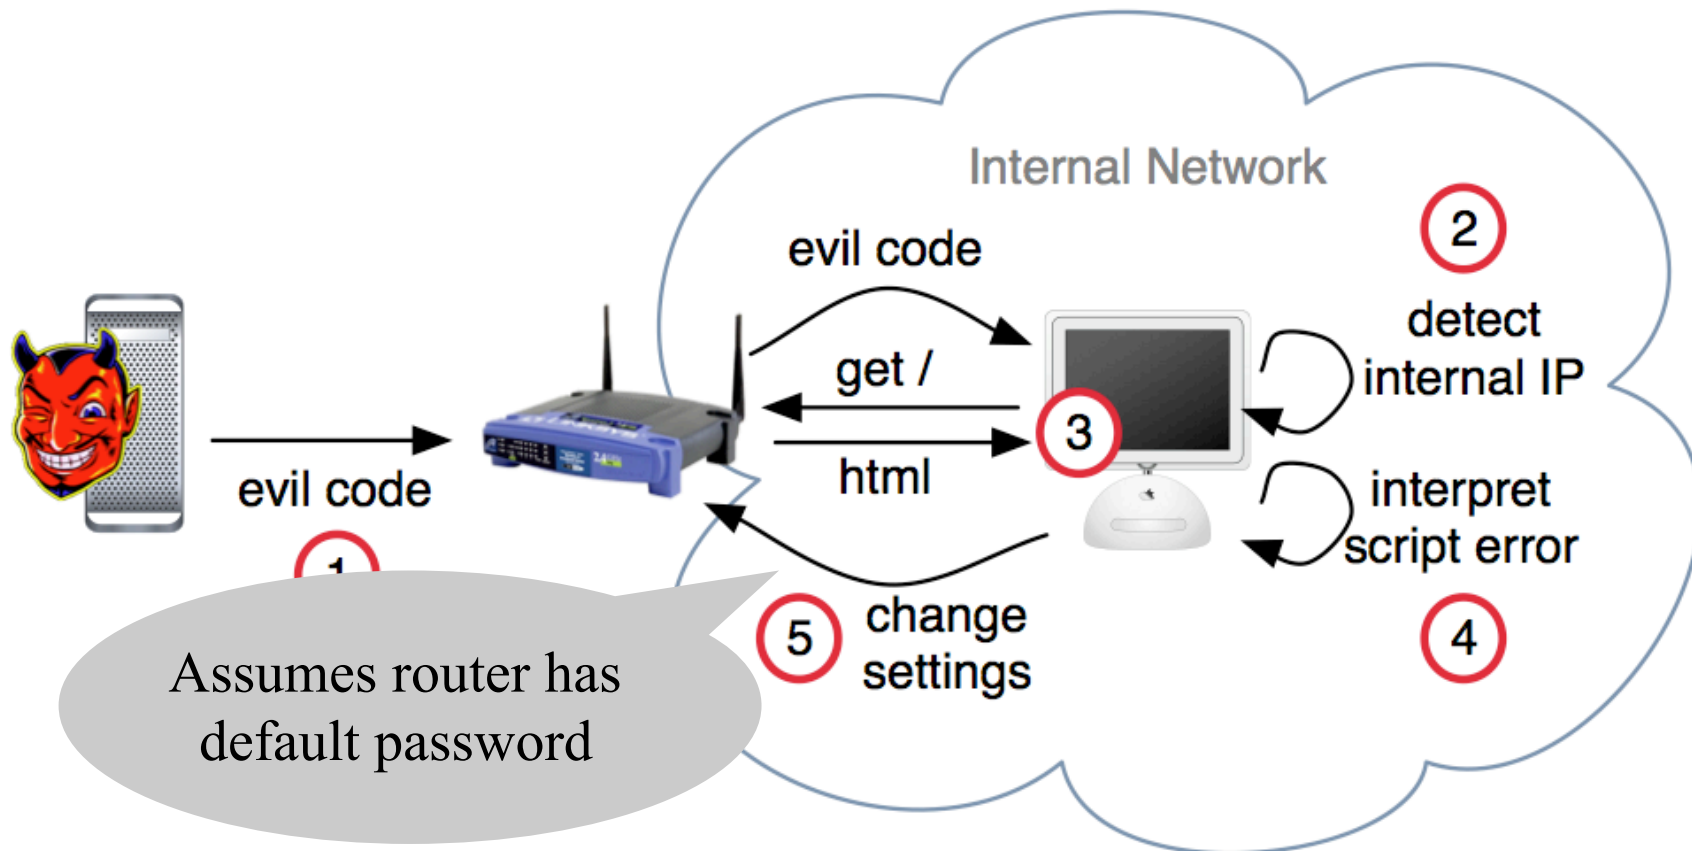 Internal Network
evil code
2
detect
internal IP
get /
3
html
evil code
1
interpret
script error
4
5
change
settings
Assumes router has
default password